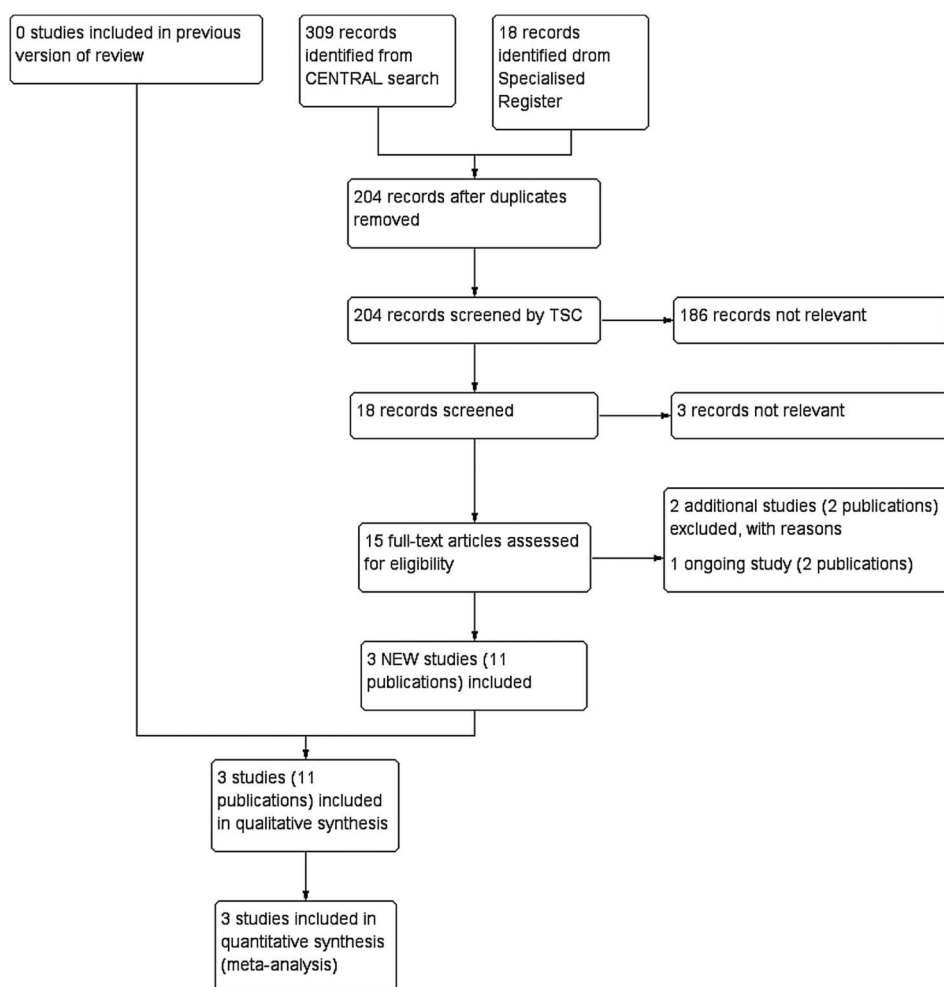 0 studies included in previous
version of review
309 records
identified from
CENTRAL search
18 records
identified drom
Specialised
Register
204 records after duplicates
removed
204 records screened by TSC
186 records not relevant
18 records screened
3 records not relevant
15 full-text articles assessed
for eligibility
2 additional studies (2 publications)
excluded, with reasons
1 ongoing study (2 publications)
3 NEW studies (11
publications) included
3 studies (11
publications) included
in qualitative synthesis
3 studies included in
quantitative synthesis
(meta-analysis)